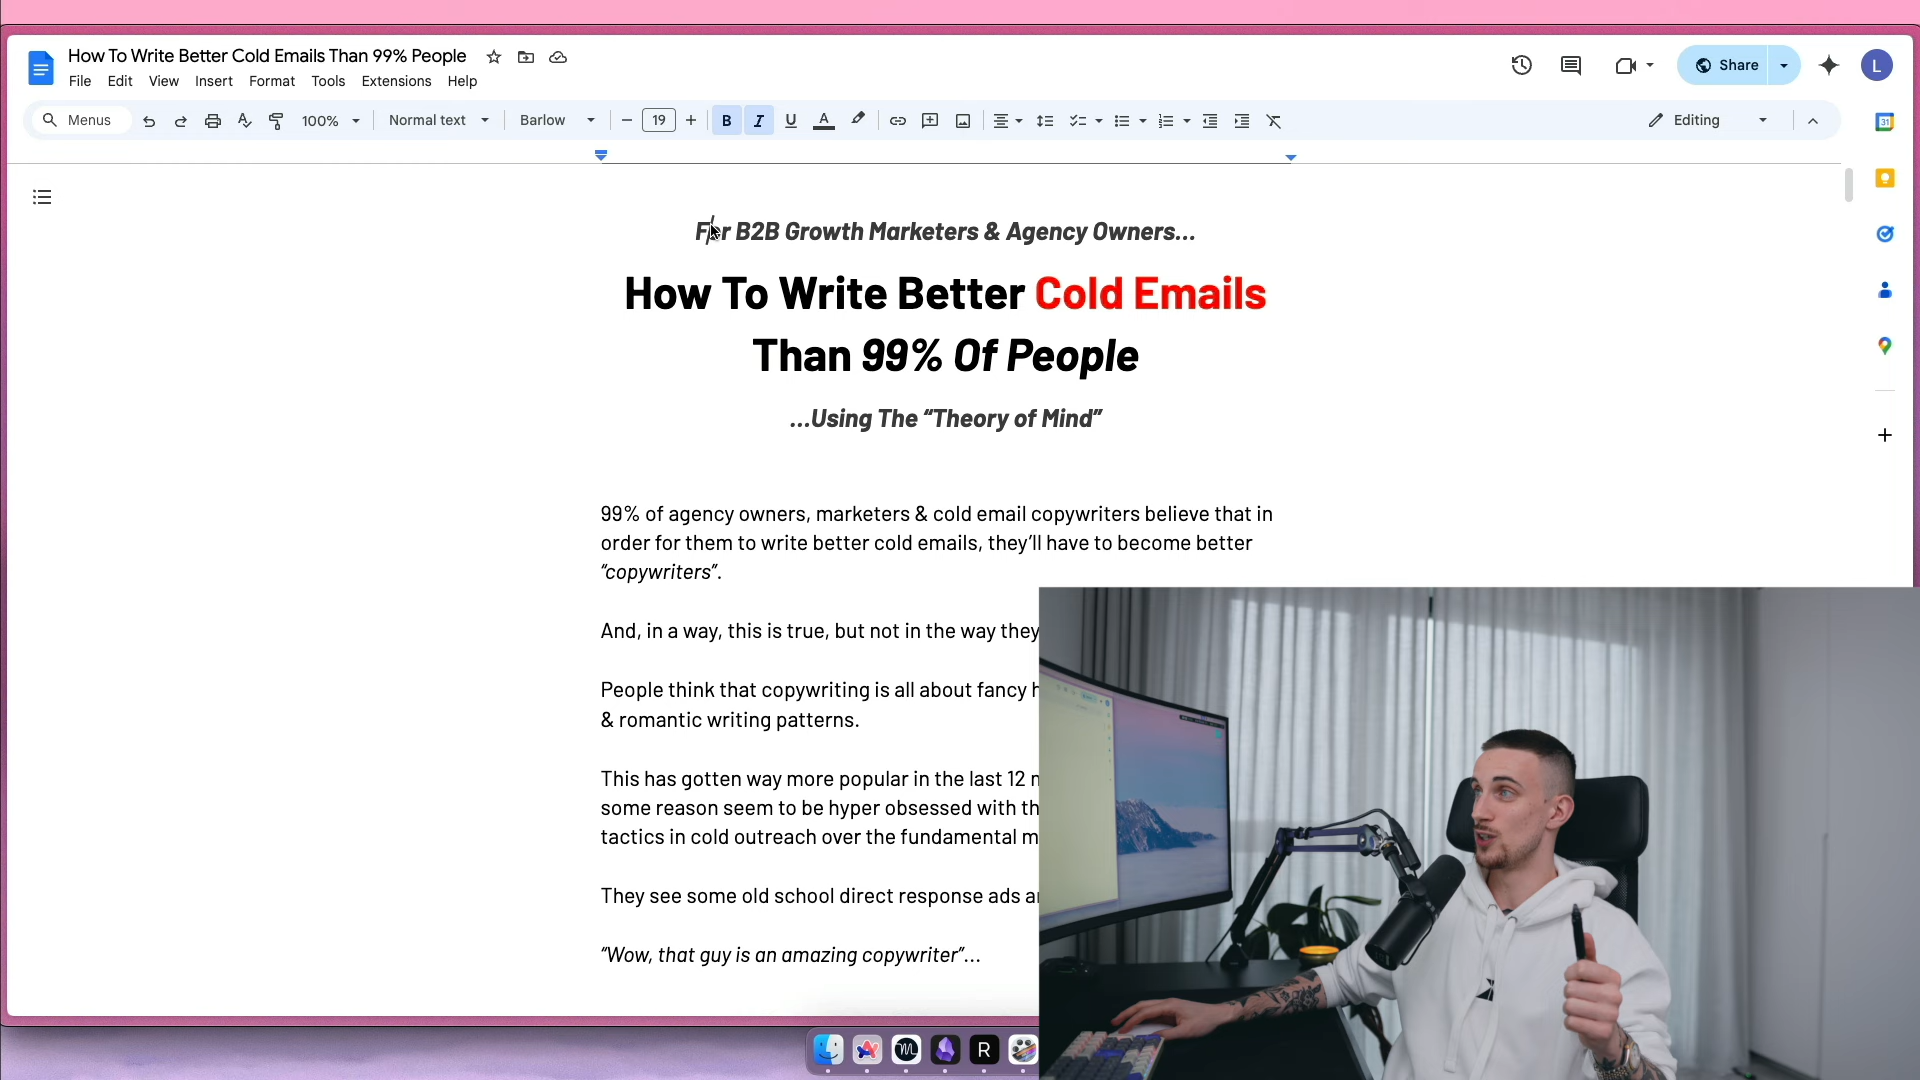 How To Write Better Cold Emails Than 99% People
File Edit View Insert Format Tools Extensions Help
Share
L
Menus
100%
Normal text
Barlow
19
B
I
U
A
Editing
31
For B2B Growth Marketers & Agency Owners...
How To Write Better Cold Emails
Than 99% Of People
...Using The “Theory of Mind”
99% of agency owners, marketers & cold email copywriters believe that in
order for them to write better cold emails, they’ll have to become better
“copywriters”.
And, in a way, this is true, but not in the way they
People think that copywriting is all about fancy
& romantic writing patterns.
This has gotten way more popular in the last 12
some reason seem to be hyper obsessed with
tactics in cold outreach over the fundamental
They see some old school direct response ads
“Wow, that guy is an amazing copywriter”...
R